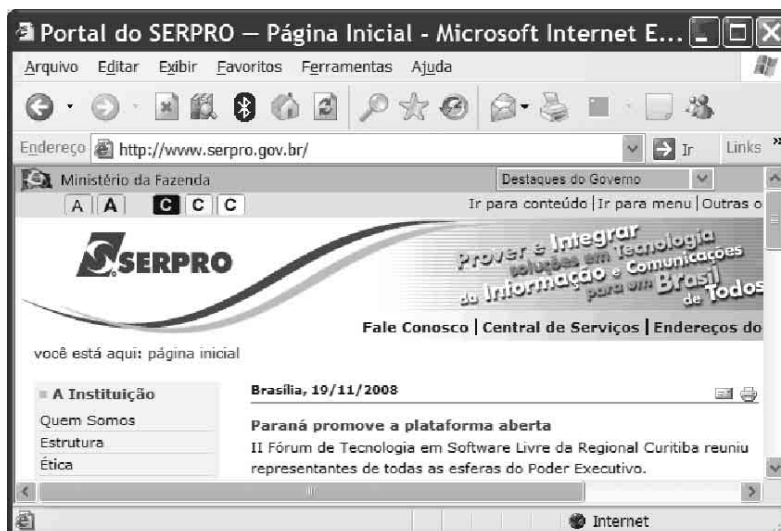 Portal do SERPRO — Página Inicial - Microsoft Internet E...
Arquivo Editar Exibir Favoritos Ferramentas Ajuda
Endereço http://www.serpro.gov.br/ Ir Links »
Ministério da Fazenda Destaques do Governo
A A C C C Ir para conteúdo | Ir para menu | Outras o
SERPRO
Prover e Integrar
soluções em Tecnologia
da Informação e Comunicações
para um Brasil
de Todos
Fale Conosco | Central de Serviços | Endereços do
você está aqui: página inicial
A Instituição
Quem Somos
Estrutura
Ética
Brasília, 19/11/2008
Paraná promove a plataforma aberta
II Fórum de Tecnologia em Software Livre da Regional Curitiba reuniu
representantes de todas as esferas do Poder Executivo.
Internet